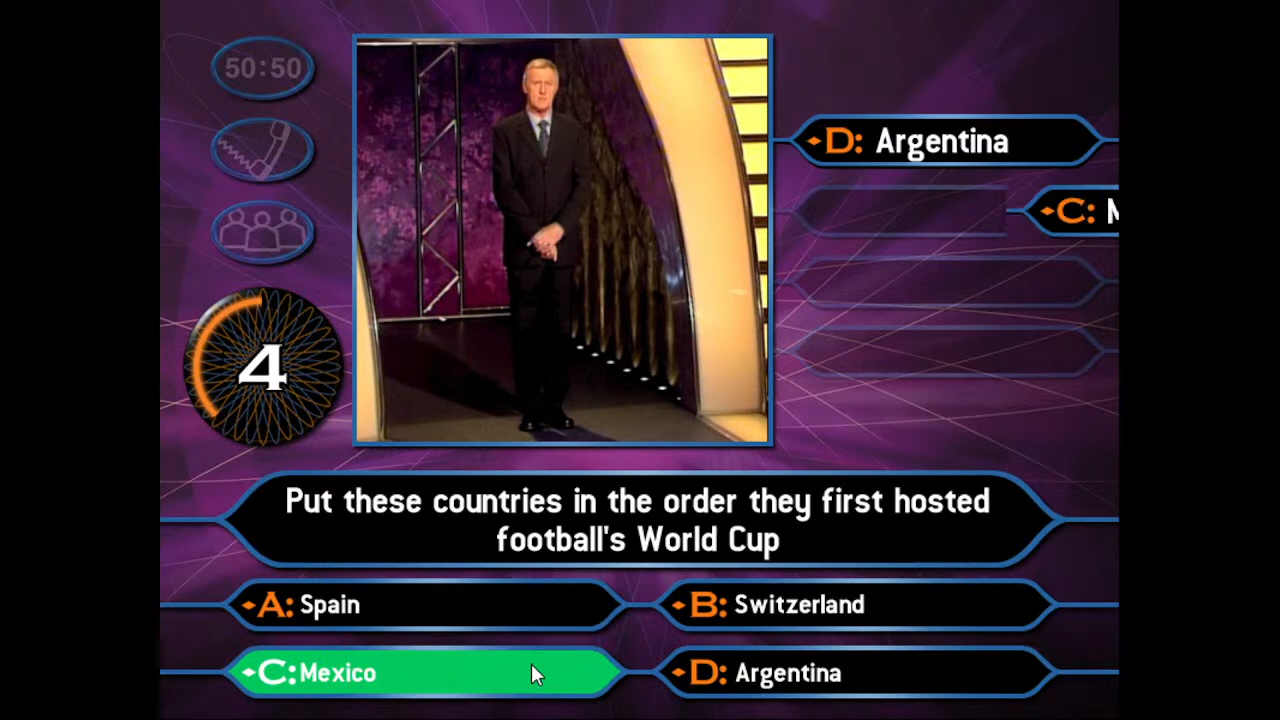 50:50
D: Argentina
C: M
4
Put these countries in the order they first hosted
football's World Cup
A: Spain
B: Switzerland
C: Mexico
D: Argentina